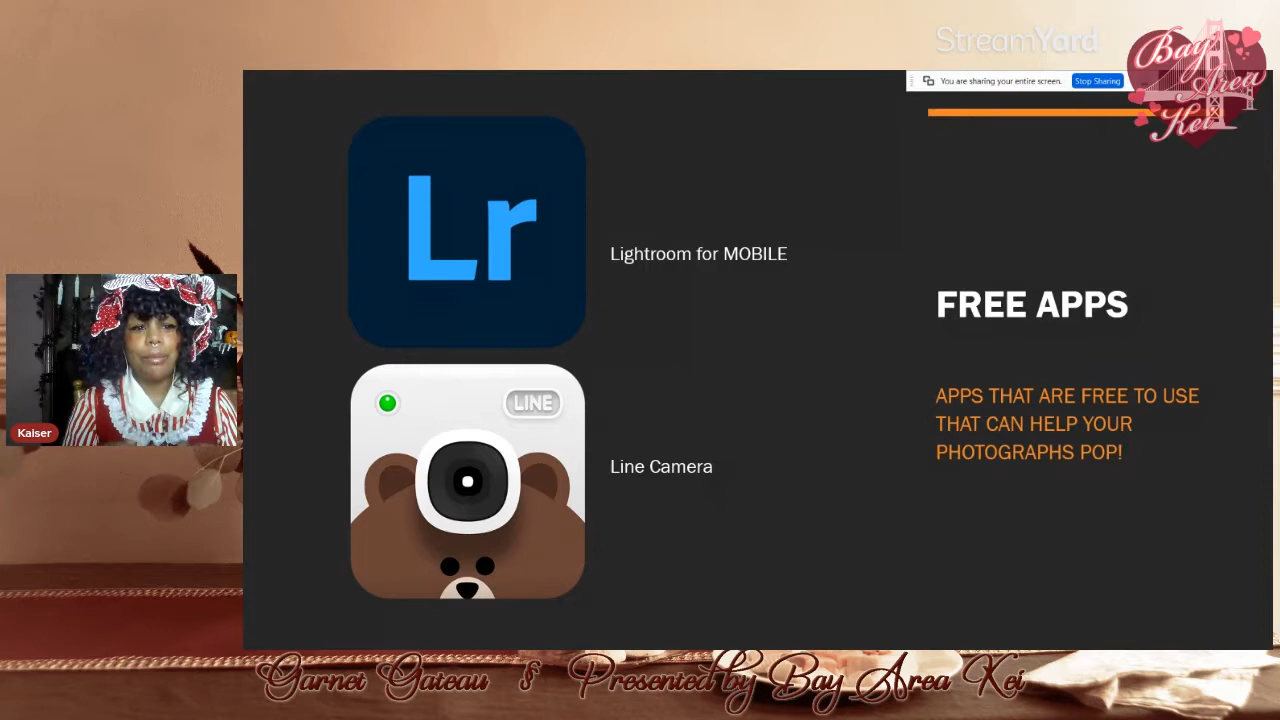 StreamYard
Bay
Area
Kei
You are sharing your entire screen. Stop Sharing
Lr
Lightroom for MOBILE
LINE
Line Camera
FREE APPS
APPS THAT ARE FREE TO USE
THAT CAN HELP YOUR
PHOTOGRAPHS POP!
Kaiser
Garnet Gateau § Presented by Bay Area Kei